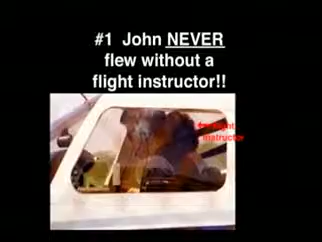 #1 John NEVER
flew without a
flight instructor!!
instructor